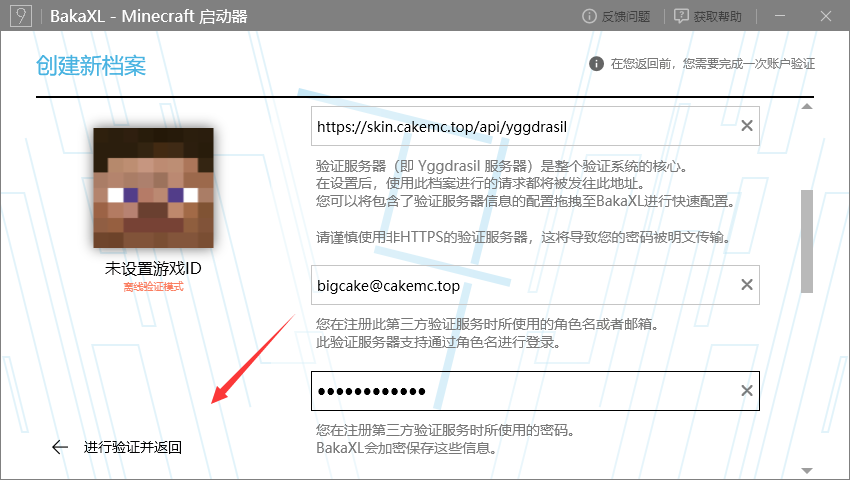 BakaXL - Minecraft 启动器
反馈问题
获取帮助
创建新档案
在您返回前，您需要完成一次账户验证
https://skin.cakemc.top/api/yggdrasil
验证服务器（即 Yggdrasil 服务器）是整个验证系统的核心。
在设置后，使用此档案进行的请求都将被发往此地址。
您可以将包含了验证服务器信息的配置拖拽至BakaXL进行快速配置。
请谨慎使用非HTTPS的验证服务器，这将导致您的密码被明文传输。
未设置游戏ID
离线验证模式
bigcake@cakemc.top
您在注册此第三方验证服务时所使用的角色名或者邮箱。
此验证服务器支持通过角色名进行登录。
●●●●●●●●●●●●
您在注册第三方验证服务时所使用的密码。
BakaXL会加密保存这些信息。
进行验证并返回